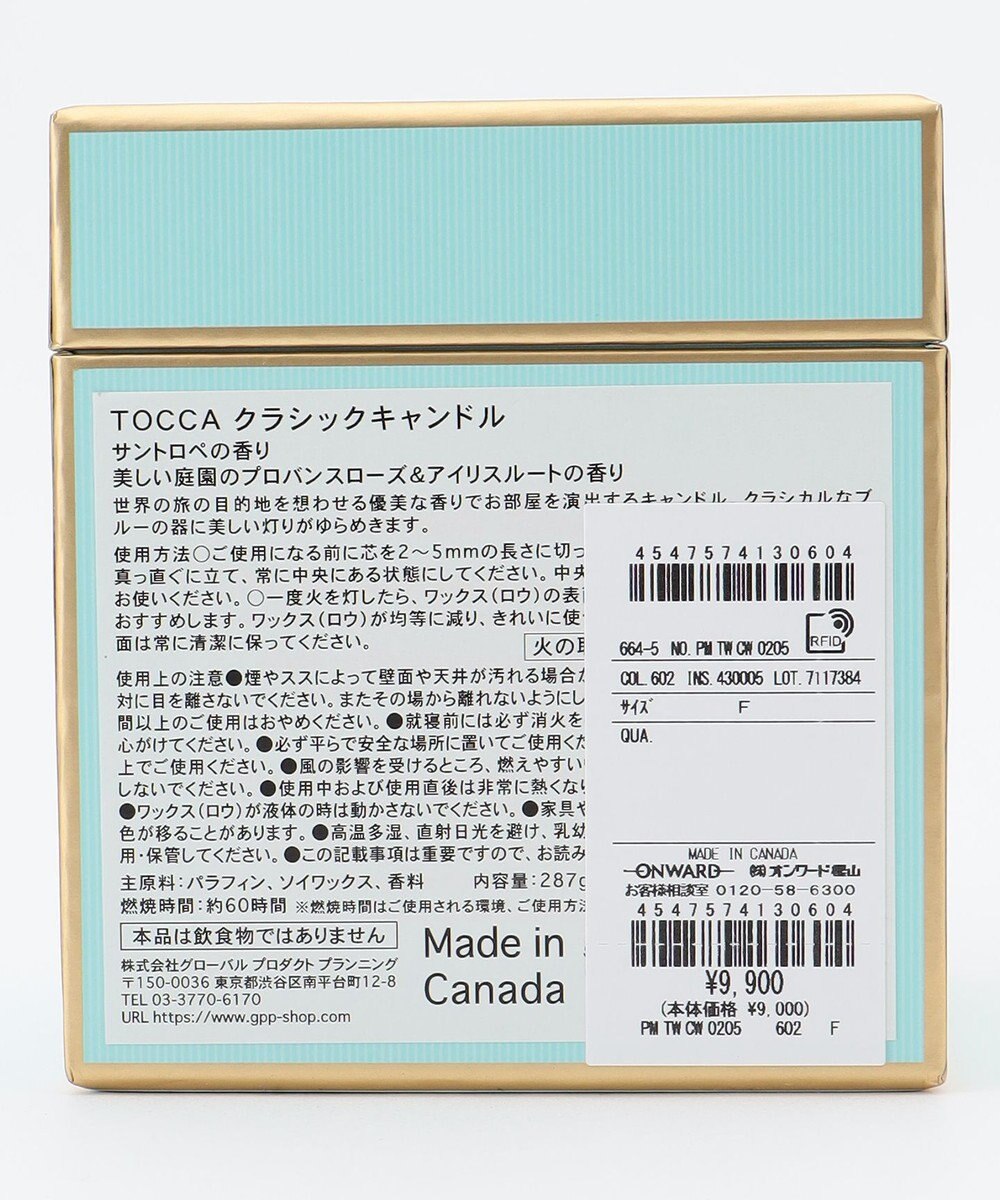 TOCCA クラシックキャンドル
サントロペの香り
美しい庭園のプロバンスローズ&アイリスルートの香り
世界の旅の目的地を想わせる優美な香りでお部屋を演出するキャンドル。クラシカルなブ
ルーの器に美しい灯りがゆらめきます。
使用方法○ご使用になる前に芯を2〜5mmの長さに切っ
真っ直ぐに立て、常に中央にある状態にしてください。中央
お使いください。○一度火を灯したら、ワックス(ロウ)の表面
おすすめします。ワックス(ロウ)が均等に減り、きれいに使
面は常に清潔に保ってください。
火の取
使用上の注意●煙やススによって壁面や天井が汚れる場合が
対に目を離さないでください。またその場から離れないようにし
間以上のご使用はおやめください。●就寝前には必ず消火を
心がけてください。●必ず平らで安全な場所に置いてご使用くだ
上でご使用ください。●風の影響を受けるところ、燃えやすい
しないでください。●使用中および使用直後は非常に熱くな
●ワックス(ロウ)が液体の時は動かさないでください。●家具や
色が移ることがあります。●高温多湿、直射日光を避け、乳幼
用・保管してください。●この記載事項は重要ですので、お読み
主原料:パラフィン、ソイワックス、香料 内容量:287g
燃焼時間:約60時間 ※燃焼時間はご使用される環境、ご使用方法
本品は飲食物ではありません
株式会社グローバル プロダクト プランニング
〒150-0036 東京都渋谷区南平台町12-8
TEL 03-3770-6170
URL https://www.gpp-shop.com
Made in
Canada
4547574130604
664-5 NO. PM TW CW 0205
RFID
COL. 602 INS. 430005 LOT. 7117384
サイズ F
QUA.
MADE IN CANADA
ONWARD ㈱オンワード樫山
お客様相談室 0120-58-6300
4547574130604
¥9,900
(本体価格 ¥9,000)
PM TW CW 0205 602 F